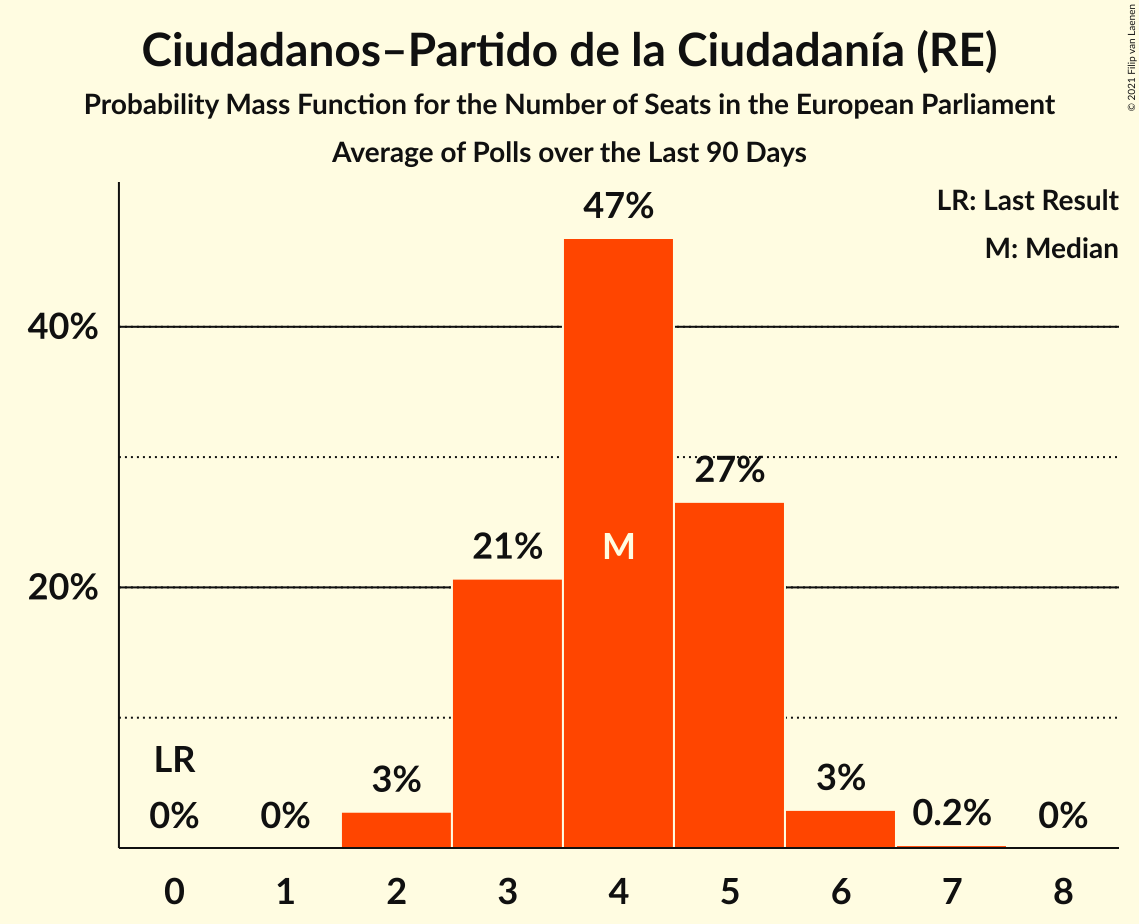 Ciudadanos–Partido de la Ciudadanía (RE)
Probability Mass Function for the Number of Seats in the European Parliament
Average of Polls over the Last 90 Days
© 2021 Filip van Laenen
LR: Last Result
M: Median
47%
40%
27%
21%
M
20%
LR
0%
0%
3%
3%
0.2%
0%
0 1 2 3 4 5 6 7 8